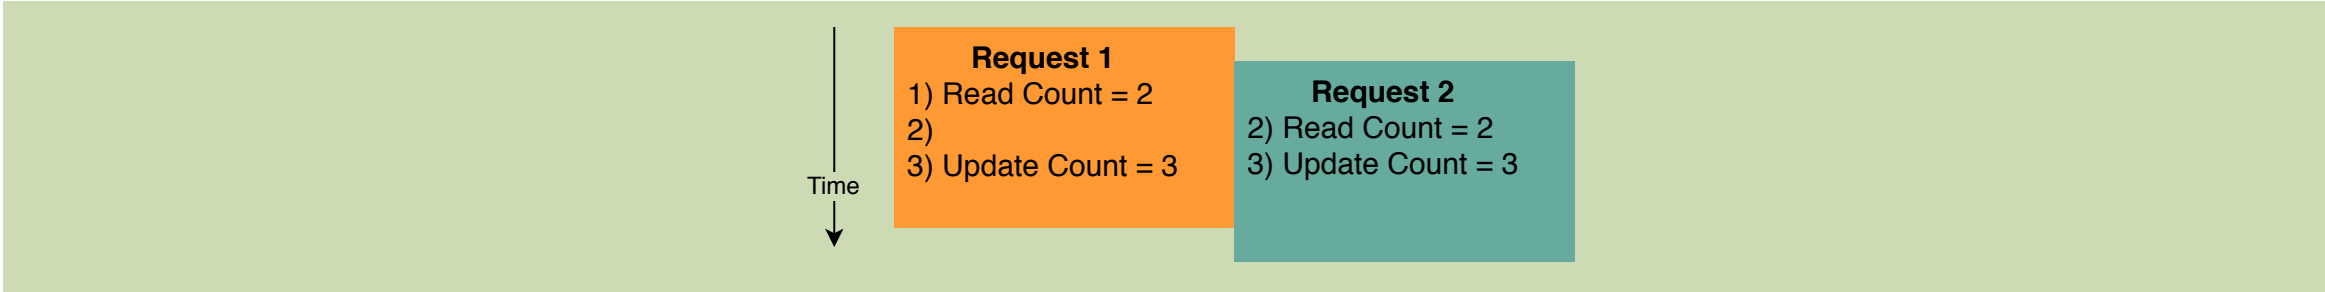 Time
Request 1
1) Read Count = 2
2)
3) Update Count = 3
Request 2
2) Read Count = 2
3) Update Count = 3